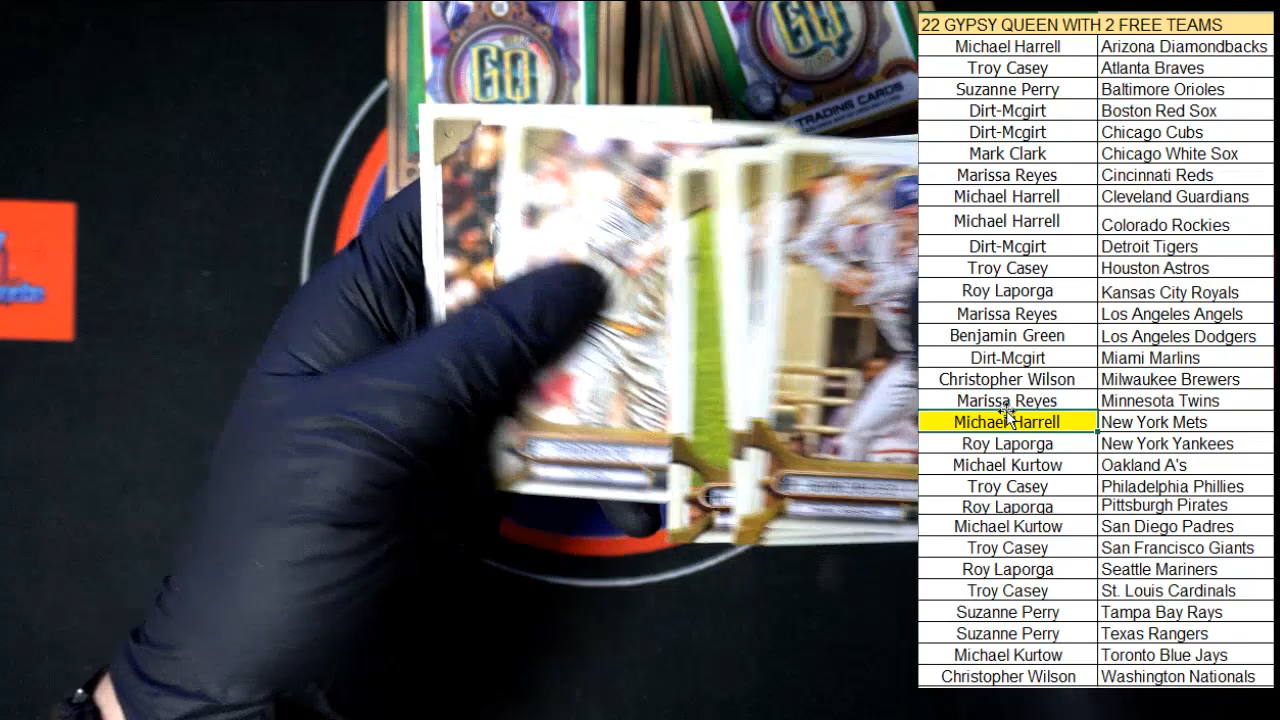 GQ
GQ
TRADING CARDS
22 GYPSY QUEEN WITH 2 FREE TEAMS
Michael Harrell Arizona Diamondbacks
Troy Casey Atlanta Braves
Suzanne Perry Baltimore Orioles
Dirt-Mcgirt Boston Red Sox
Dirt-Mcgirt Chicago Cubs
Mark Clark Chicago White Sox
Marissa Reyes Cincinnati Reds
Michael Harrell Cleveland Guardians
Michael Harrell Colorado Rockies
Dirt-Mcgirt Detroit Tigers
Troy Casey Houston Astros
Roy Laporga Kansas City Royals
Marissa Reyes Los Angeles Angels
Benjamin Green Los Angeles Dodgers
Dirt-Mcgirt Miami Marlins
Christopher Wilson Milwaukee Brewers
Marissa Reyes Minnesota Twins
Michael Harrell New York Mets
Roy Laporga New York Yankees
Michael Kurtow Oakland A's
Troy Casey Philadelphia Phillies
Roy Laporga Pittsburgh Pirates
Michael Kurtow San Diego Padres
Troy Casey San Francisco Giants
Roy Laporga Seattle Mariners
Troy Casey St. Louis Cardinals
Suzanne Perry Tampa Bay Rays
Suzanne Perry Texas Rangers
Michael Kurtow Toronto Blue Jays
Christopher Wilson Washington Nationals